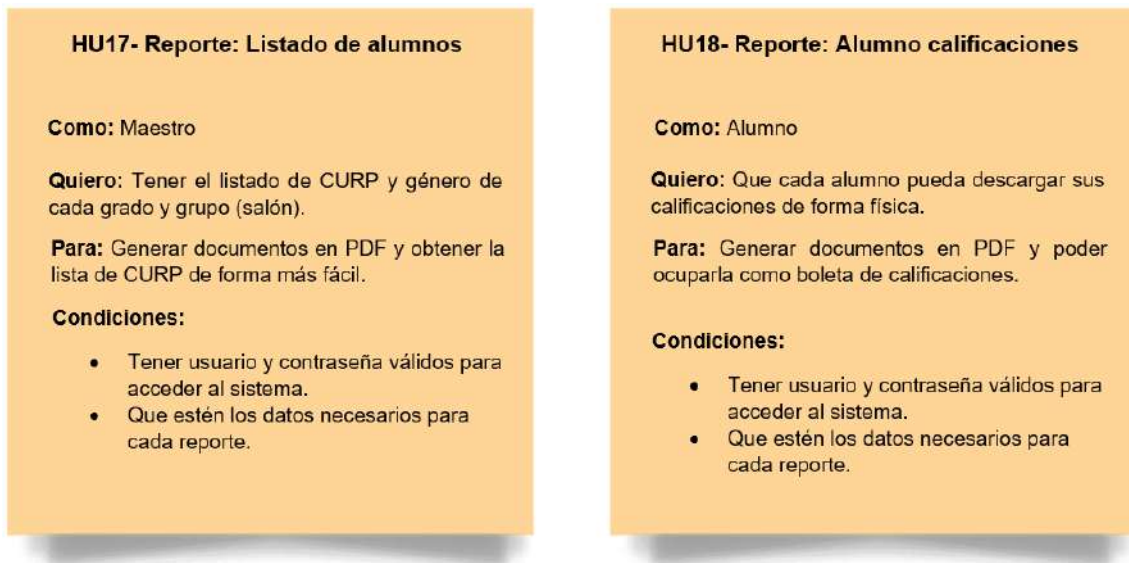 HU17- Reporte: Listado de alumnos
Como: Maestro
Quiero: Tener el listado de CURP y género de
cada grado y grupo (salón).
Para: Generar documentos en PDF y obtener la
lista de CURP de forma más fácil.
Condiciones:
• Tener usuario y contraseña válidos para
acceder al sistema.
• Que estén los datos necesarios para
cada reporte.
HU18- Reporte: Alumno calificaciones
Como: Alumno
Quiero: Que cada alumno pueda descargar sus
calificaciones de forma física.
Para: Generar documentos en PDF y poder
ocuparla como boleta de calificaciones.
Condiciones:
• Tener usuario y contraseña válidos para
acceder al sistema.
• Que estén los datos necesarios para
cada reporte.